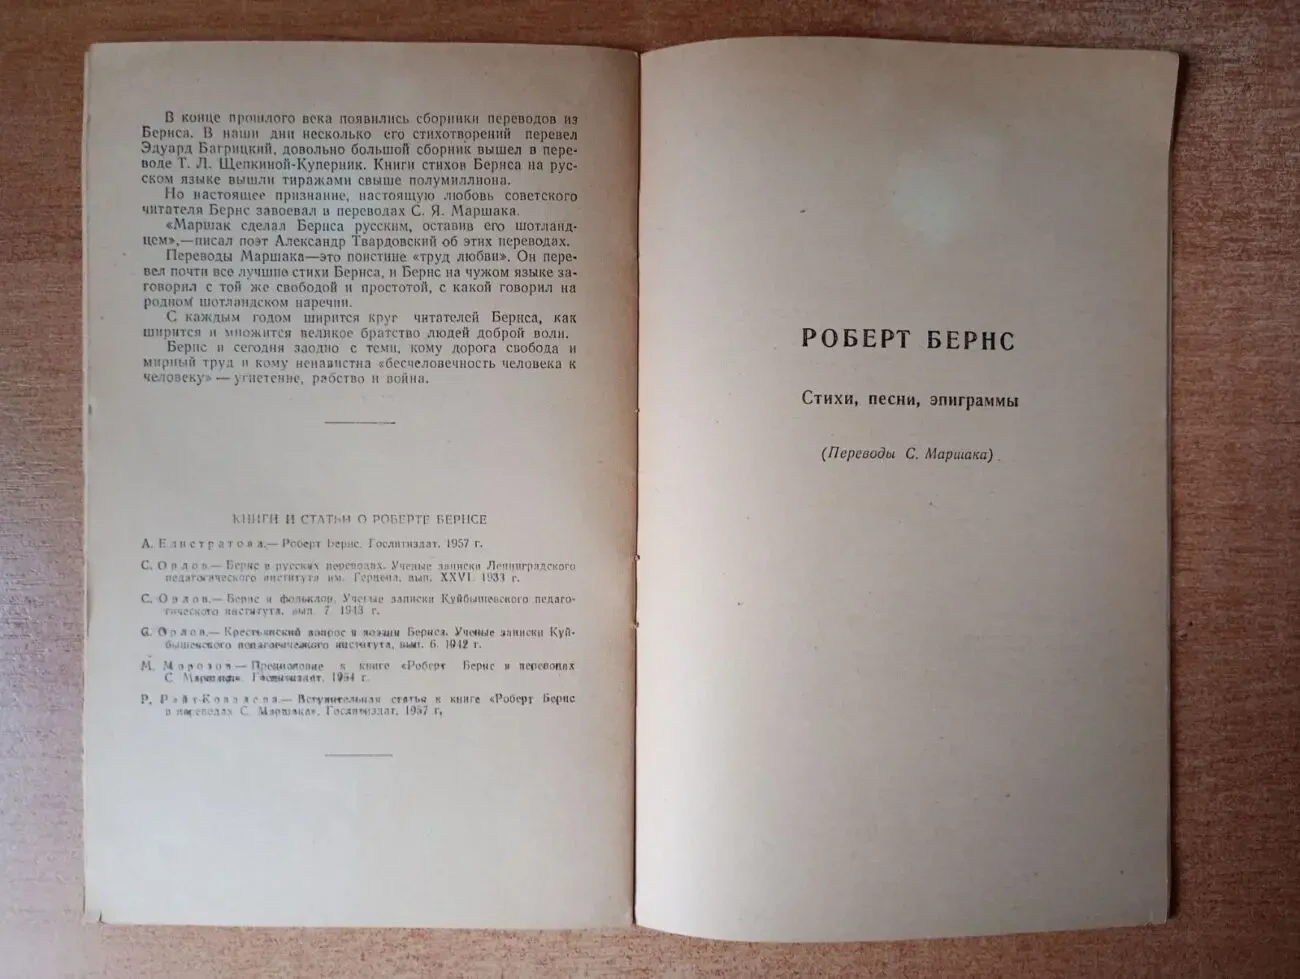 В конце прошлого века появились сборники переводов из
Бернса. В наши дни несколько его стихотворений перевел
Эдуард Багрицкий, довольно большой сборник вышел в пере-
воде Т. Л. Щепкиной-Куперник. Книги стихов Бернса на рус-
ском языке вышли тиражами свыше полумиллиона.
Но настоящее признание, настоящую любовь советского
читателя Бернс завоевал в переводах С. Я. Маршака.
«Маршак сделал Бернса русским, оставив его шотланд-
цем»,—писал поэт Александр Твардовский об этих переводах.
Переводы Маршака—это поистине «труд любви». Он пере-
вел почти все лучшие стихи Бернса, и Бернс на чужом языке за-
говорил с той же свободой и простотой, с какой говорил на
родном шотландском наречии.
С каждым годом ширится круг читателей Бернса, как
ширится и множится великое братство людей доброй воли.
Бернс и сегодня заодно с теми, кому дорога свобода и
мирный труд и кому ненавистна «бесчеловечность человека к
человеку» — угнетение, рабство и война.
КНИГИ И СТАТЬИ О РОБЕРТЕ БЕРНСЕ
А. Елистратова.— Роберт Бернс. Гослитиздат. 1957 г.
С. Орлов.— Бернс в русских переводах. Ученые записки Ленинградского
педагогического института им. Герцена, вып. XXVI. 1933 г.
С. Орлов.— Бернс и фольклор. Ученые записки Куйбышевского педаго-
гического института, вып. 7 1943 г.
С. Орлов.— Крестьянский вопрос в поэзии Бернса. Ученые записки Куй-
бышевского педагогического института, вып. 6. 1942 г.
М. Морозов — Предисловие к книге «Роберт Бернс в переводах
С. Маршака». Гослитиздат. 1954 г.
Р. Райт-Ковалева — Вступительная статья к книге «Роберт Бернс
в переводах С. Маршака». Гослитиздат. 1957 г.
РОБЕРТ БЕРНС
Стихи, песни, эпиграммы
(Переводы С. Маршака)